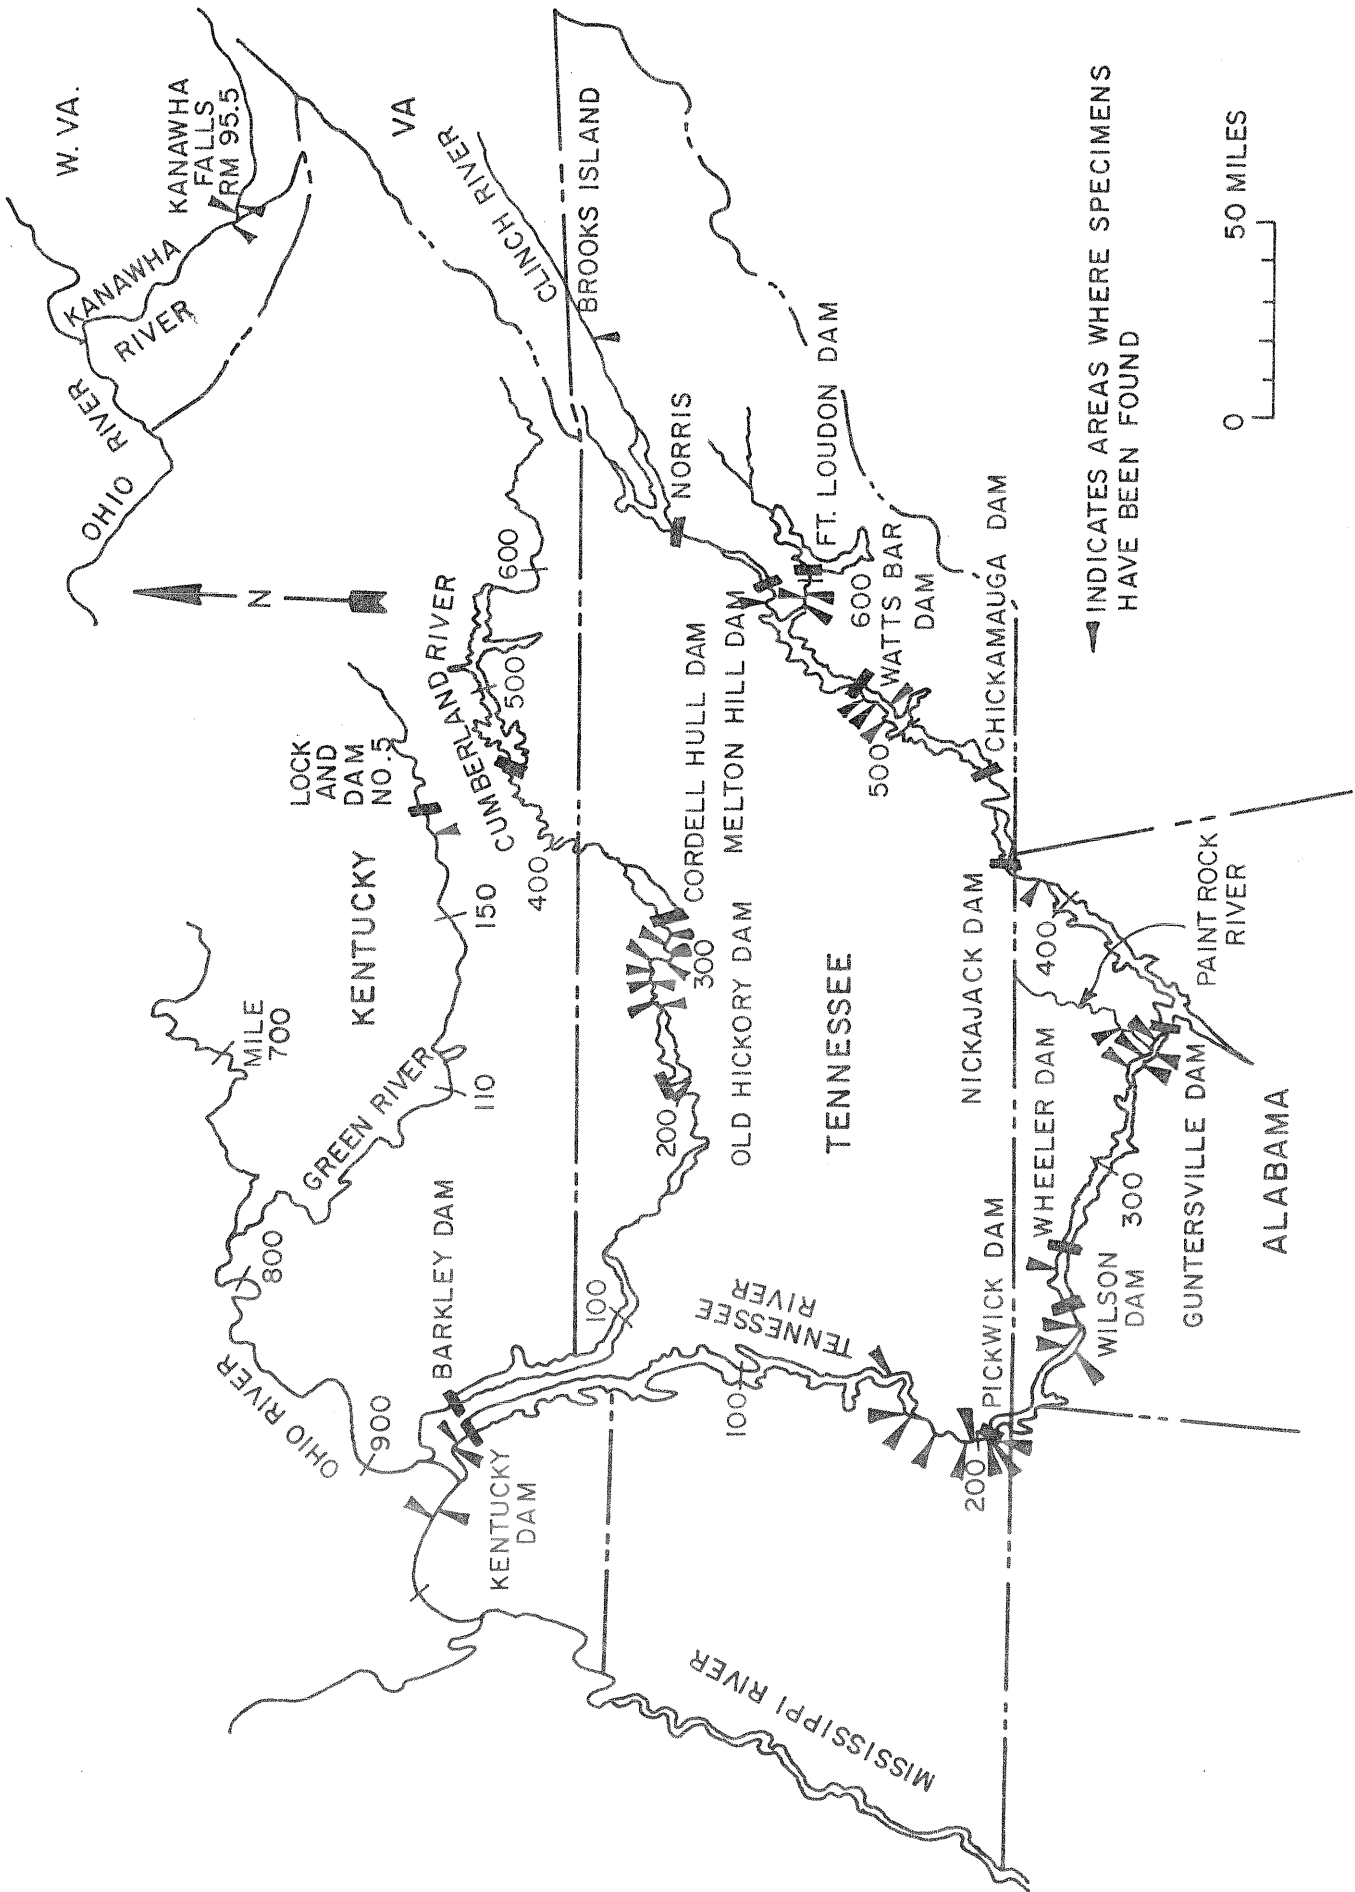 W. VA.
KANAWHA
FALLS
RM 95.5
KANAWHA
RIVER
OHIO
RIVER
VA
CLINCH RIVER
BROOKS ISLAND
N
LOCK
AND
DAM
NO. 5
KENTUCKY
MILE
700
GREEN RIVER
150
110
800
OHIO RIVER
900
CUMBERLAND RIVER
600
500
400
300
200
100
BARKLEY DAM
KENTUCKY
DAM
CORDELL HULL DAM
OLD HICKORY DAM
MELTON HILL DAM
NORRIS
FT. LOUDON DAM
600
WATTS BAR
DAM
500
CHICKAMAUGA DAM
TENNESSEE
TENNESSEE
RIVER
100
200
PICKWICK DAM
NICKAJACK DAM
400
PAINT ROCK
RIVER
WHEELER DAM
WILSON
DAM
300
GUNTERSVILLE DAM
ALABAMA
MISSISSIPPI RIVER
INDICATES AREAS WHERE SPECIMENS
HAVE BEEN FOUND
0 50 MILES